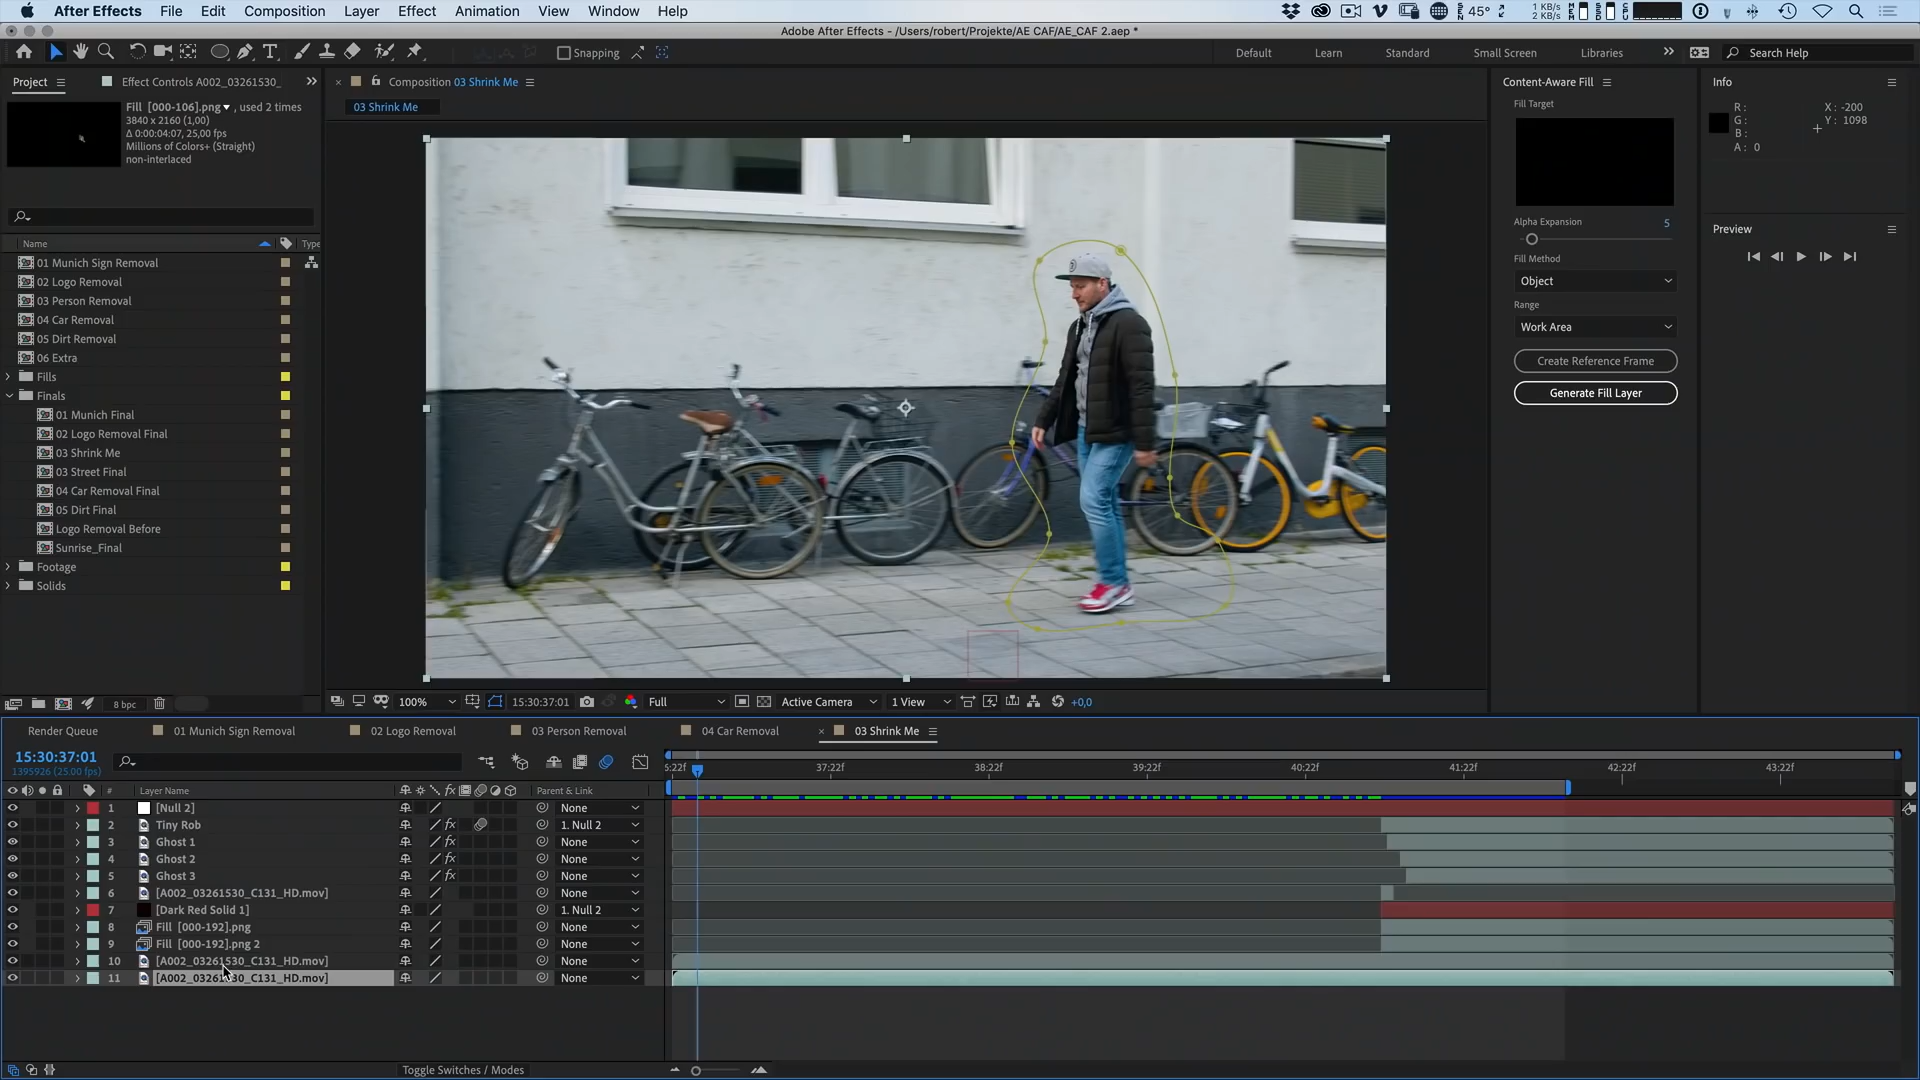 After Effects File Edit Composition Layer Effect Animation View Window Help
45° 1 KB/s 2 KB/s
Adobe After Effects - /Users/robert/Projekte/AE CAF/AE_CAF 2.aep *
Snapping
Default Learn Standard Small Screen Libraries Search Help
Project Effect Controls A002_03261530_
Composition 03 Shrink Me
Content-Aware Fill
Info
Fill [000-106].png , used 2 times
3840 x 2160 (1,00)
Δ 0:00:04:07, 25,00 fps
Millions of Colors+ (Straight)
non-interlaced
03 Shrink Me
Fill Target
R :
G :
B :
A : 0
X : -200
Y : 1098
Alpha Expansion 5
Preview
Fill Method
Object
Range
Work Area
Create Reference Frame
Generate Fill Layer
Name Type
01 Munich Sign Removal
02 Logo Removal
03 Person Removal
04 Car Removal
05 Dirt Removal
06 Extra
Fills
Finals
01 Munich Final
02 Logo Removal Final
03 Shrink Me
03 Street Final
04 Car Removal Final
05 Dirt Final
Logo Removal Before
Sunrise_Final
Footage
Solids
8 bpc
100% 15:30:37:01 Full Active Camera 1 View +0,0
Render Queue 01 Munich Sign Removal 02 Logo Removal 03 Person Removal 04 Car Removal 03 Shrink Me
15:30:37:01
1395926 (25.00 fps)
5:22f 37:22f 38:22f 39:22f 40:22f 41:22f 42:22f 43:22f
# Layer Name Parent & Link
1 [Null 2] None
2 Tiny Rob fx 1. Null 2
3 Ghost 1 fx None
4 Ghost 2 fx None
5 Ghost 3 fx None
6 [A002_03261530_C131_HD.mov] None
7 [Dark Red Solid 1] 1. Null 2
8 Fill [000-192].png None
9 Fill [000-192].png 2 None
10 [A002_03261530_C131_HD.mov] None
11 [A002_03261530_C131_HD.mov] None
Toggle Switches / Modes